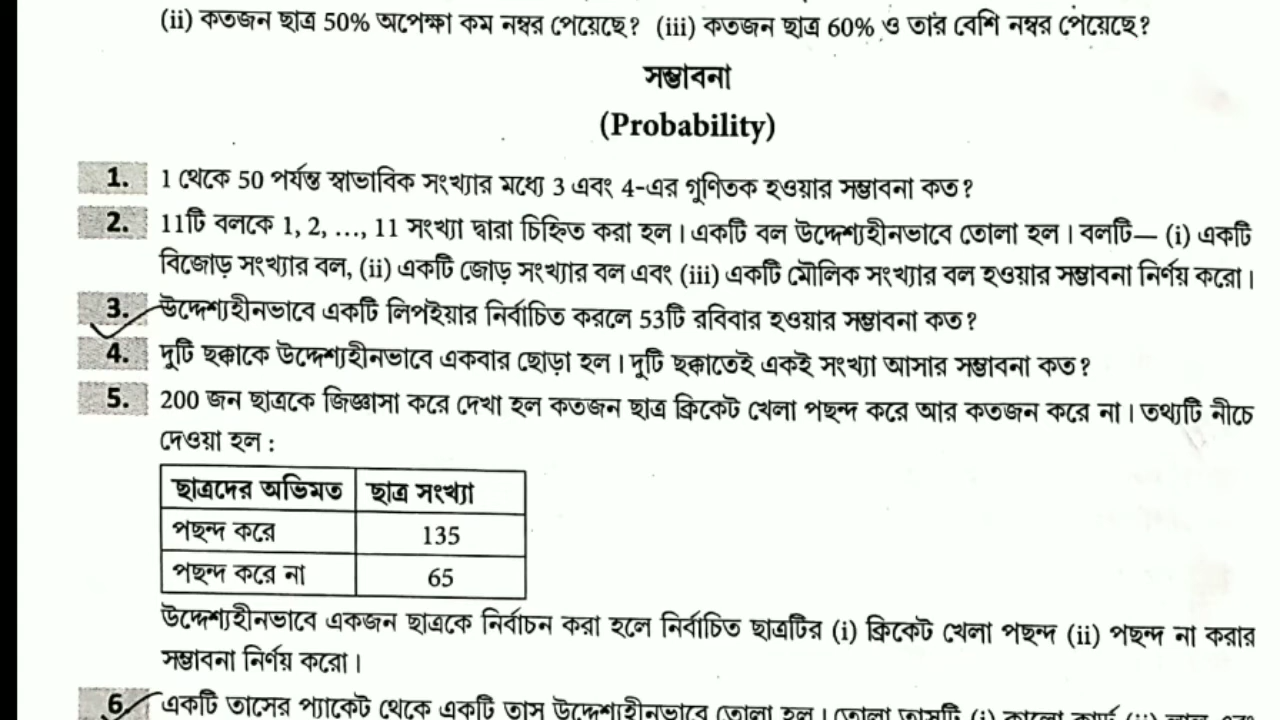 (ii) কতজন ছাত্র 50% অপেক্ষা কম নম্বর পেয়েছে? (iii) কতজন ছাত্র 60% ও তার বেশি নম্বর পেয়েছে?
সম্ভাবনা
(Probability)
1. 1 থেকে 50 পর্যন্ত স্বাভাবিক সংখ্যার মধ্যে 3 এবং 4-এর গুণিতক হওয়ার সম্ভাবনা কত?
2. 11টি বলকে 1, 2, ..., 11 সংখ্যা দ্বারা চিহ্নিত করা হল। একটি বল উদ্দেশ্যহীনভাবে তোলা হল। বলটি— (i) একটি
বিজোড় সংখ্যার বল, (ii) একটি জোড় সংখ্যার বল এবং (iii) একটি মৌলিক সংখ্যার বল হওয়ার সম্ভাবনা নির্ণয় করো।
3. উদ্দেশ্যহীনভাবে একটি লিপইয়ার নির্বাচিত করলে 53টি রবিবার হওয়ার সম্ভাবনা কত?
4. দুটি ছক্কাকে উদ্দেশ্যহীনভাবে একবার ছোড়া হল। দুটি ছক্কাতেই একই সংখ্যা আসার সম্ভাবনা কত?
5. 200 জন ছাত্রকে জিজ্ঞাসা করে দেখা হল কতজন ছাত্র ক্রিকেট খেলা পছন্দ করে আর কতজন করে না। তথ্যটি নীচে
দেওয়া হল :
ছাত্রদের অভিমত ছাত্র সংখ্যা
পছন্দ করে 135
পছন্দ করে না 65
উদ্দেশ্যহীনভাবে একজন ছাত্রকে নির্বাচন করা হলে নির্বাচিত ছাত্রটির (i) ক্রিকেট খেলা পছন্দ (ii) পছন্দ না করার
সম্ভাবনা নির্ণয় করো।
6. একটি তাসের প্যাকেট থেকে একটি তাস উদ্দেশ্যহীনভাবে তোলা হল। তোলা তাসটি (i) কালো কার্ড (ii) লাল এবং